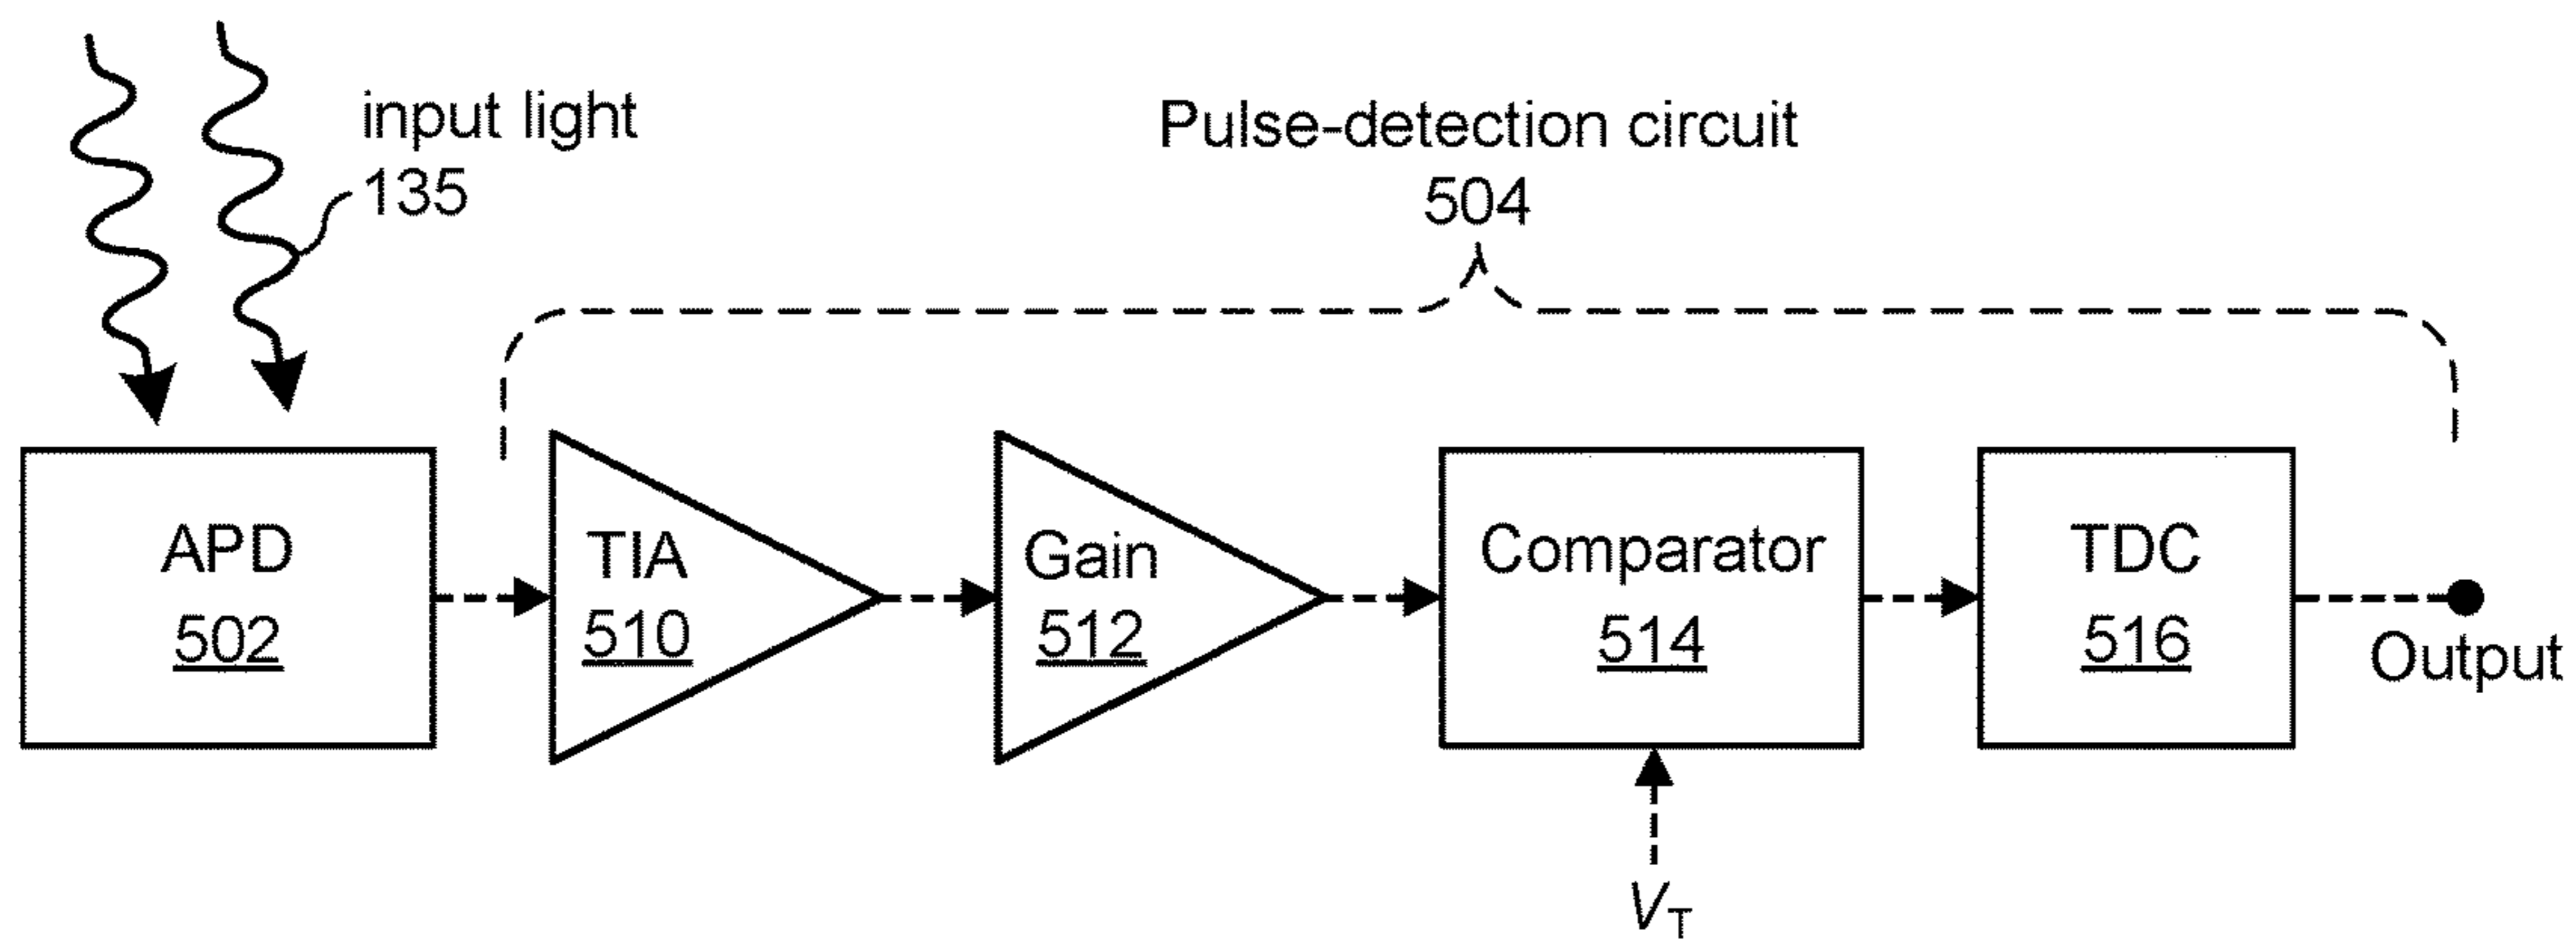 input light
135
Pulse-detection circuit
504
APD
502
TIA
510
Gain
512
Comparator
514
TDC
516
Output
VT